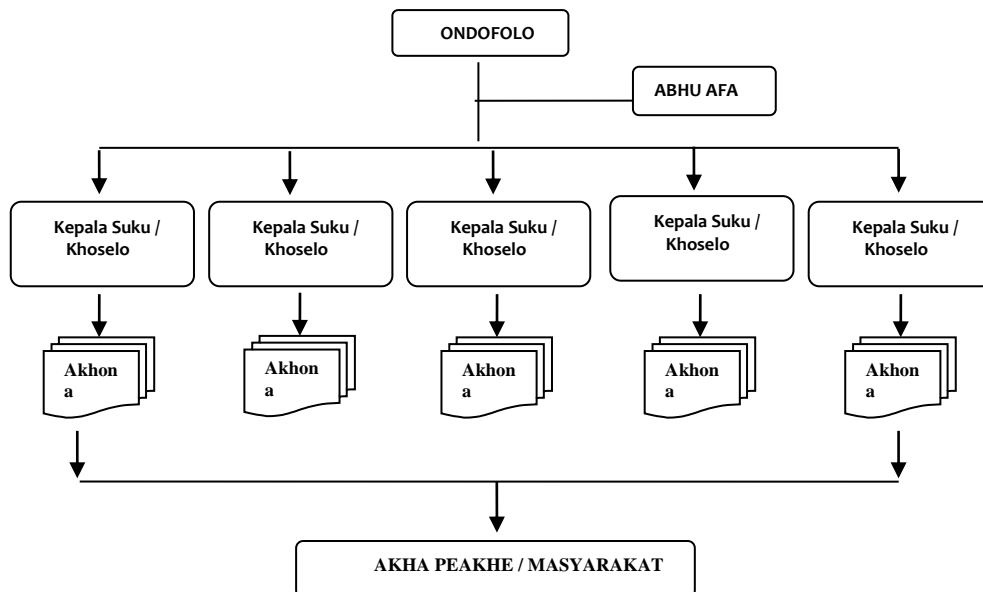 ONDOFOLO
ABHU AFA
Kepala Suku /
Khoselo
Kepala Suku /
Khoselo
Kepala Suku /
Khoselo
Kepala Suku /
Khoselo
Kepala Suku /
Khoselo
Akhon
a
Akhon
a
Akhon
a
Akhon
a
Akhon
a
AKHA PEAKHE / MASYARAKAT